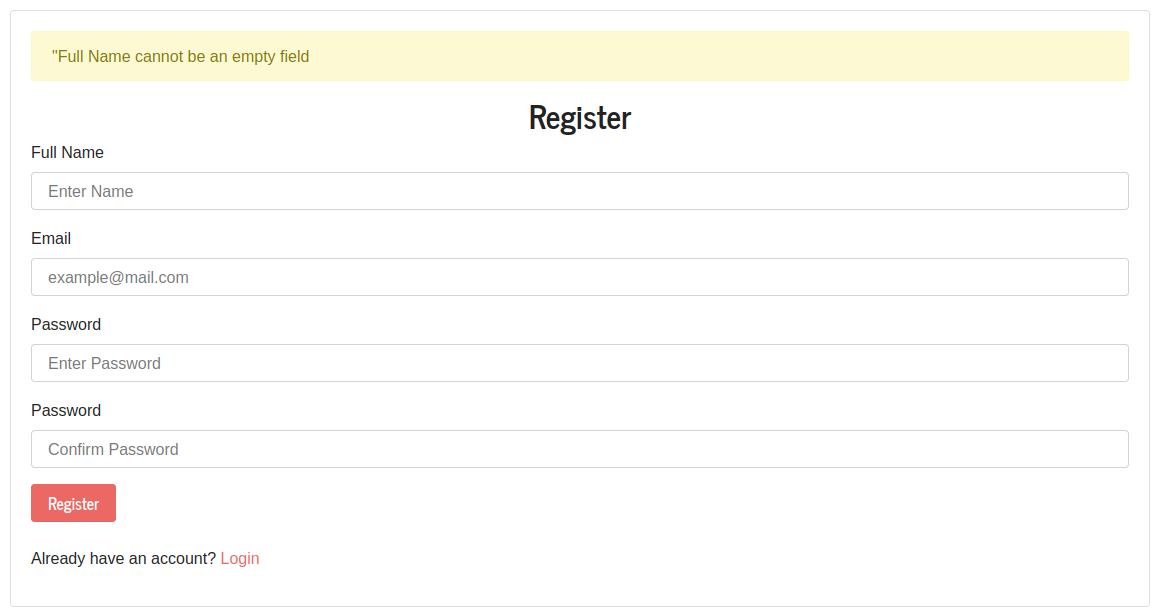 "Full Name cannot be an empty field
Register
Full Name
Enter Name
Email
example@mail.com
Password
Enter Password
Password
Confirm Password
Register
Already have an account? Login